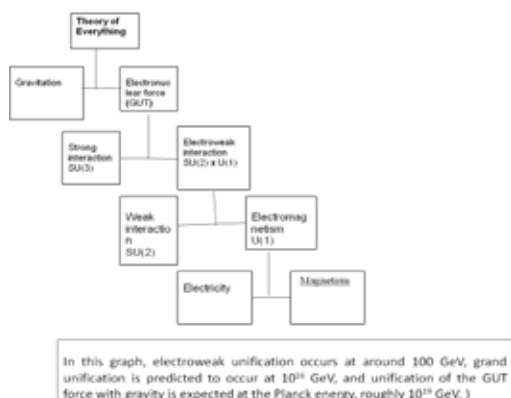 Theory of
Everything
Gravitation
Electronuc
lear force
(GUT)
Strong
interaction
SU(3)
Electroweak
interaction
SU(2) x U(1)
Weak
interactio
n
SU(2)
Electromag
netism
U(1)
Electricity
Magnetism
In this graph, electroweak unification occurs at around 100 GeV, grand
unification is predicted to occur at 10¹⁶ GeV, and unification of the GUT
force with gravity is expected at the Planck energy, roughly 10¹⁹ GeV. )